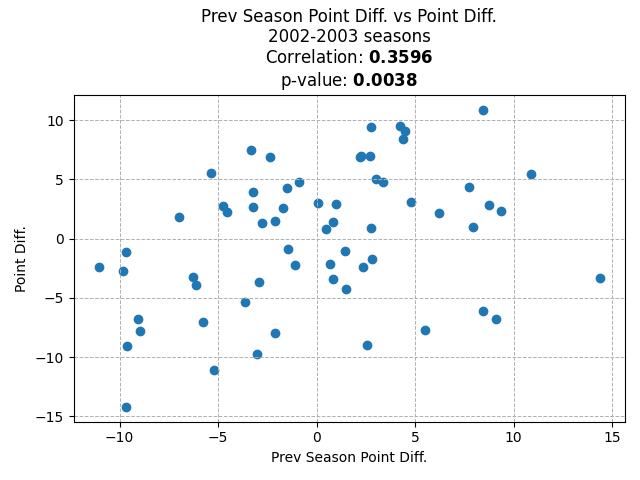 Prev Season Point Diff. vs Point Diff.
2002-2003 seasons
Correlation: 0.3596
p-value: 0.0038
10
5
0
−5
−10
−15
Point Diff.
−10
−5
0
5
10
15
Prev Season Point Diff.